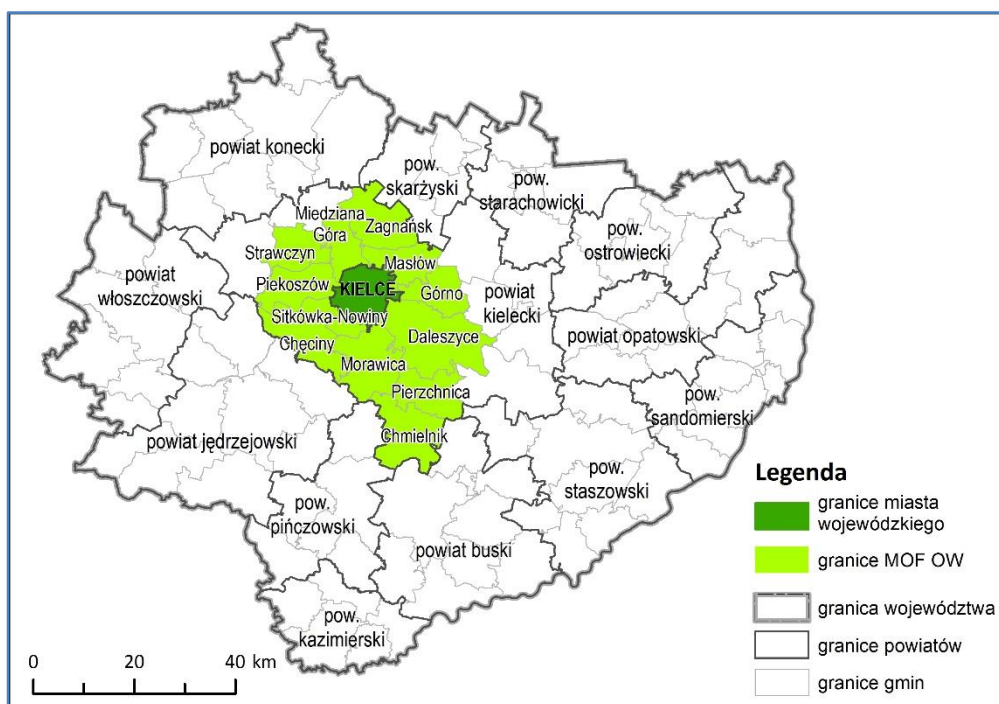 powiat konecki
pow.
skarżyski
pow.
starachowicki
pow.
ostrowiecki
Miedziana
Góra
Zagnańsk
Strawczyn
Masłów
powiat
włoszczowski
Piekoszów
KIELCE
Górno
powiat
kielecki
Sitkówka-Nowiny
Daleszyce
powiat opatowski
Chęciny
Morawica
Pierzchnica
pow.
sandomierski
powiat jędrzejowski
Chmielnik
pow.
staszowski
pow.
pińczowski
powiat buski
pow.
kazimierski
0 20 40 km
Legenda
granice miasta
wojewódzkiego
granice MOF OW
granica województwa
granice powiatów
granice gmin